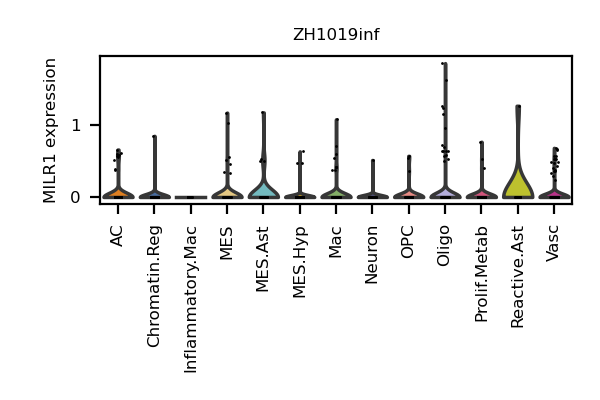 ZH1019inf
MILR1 expression
1
0
AC
Chromatin.Reg
Inflammatory.Mac
MES
MES.Ast
MES.Hyp
Mac
Neuron
OPC
Oligo
Prolif.Metab
Reactive.Ast
Vasc